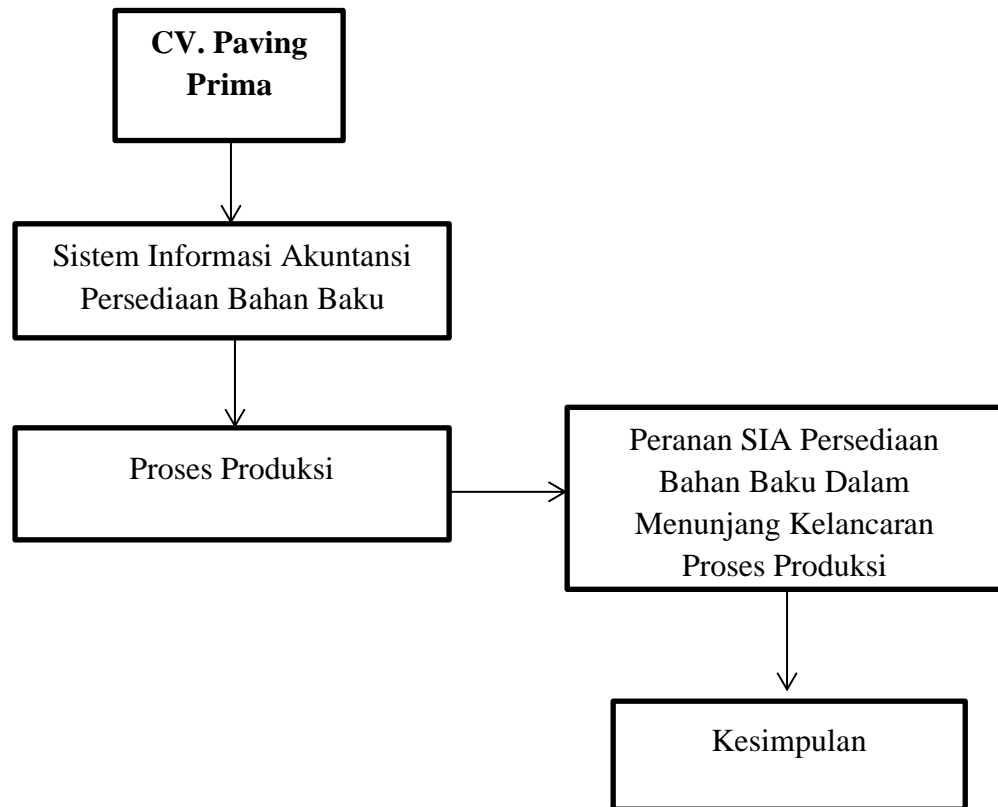 CV. Paving
Prima
Sistem Informasi Akuntansi
Persediaan Bahan Baku
Proses Produksi
Peranan SIA Persediaan
Bahan Baku Dalam
Menunjang Kelancaran
Proses Produksi
Kesimpulan